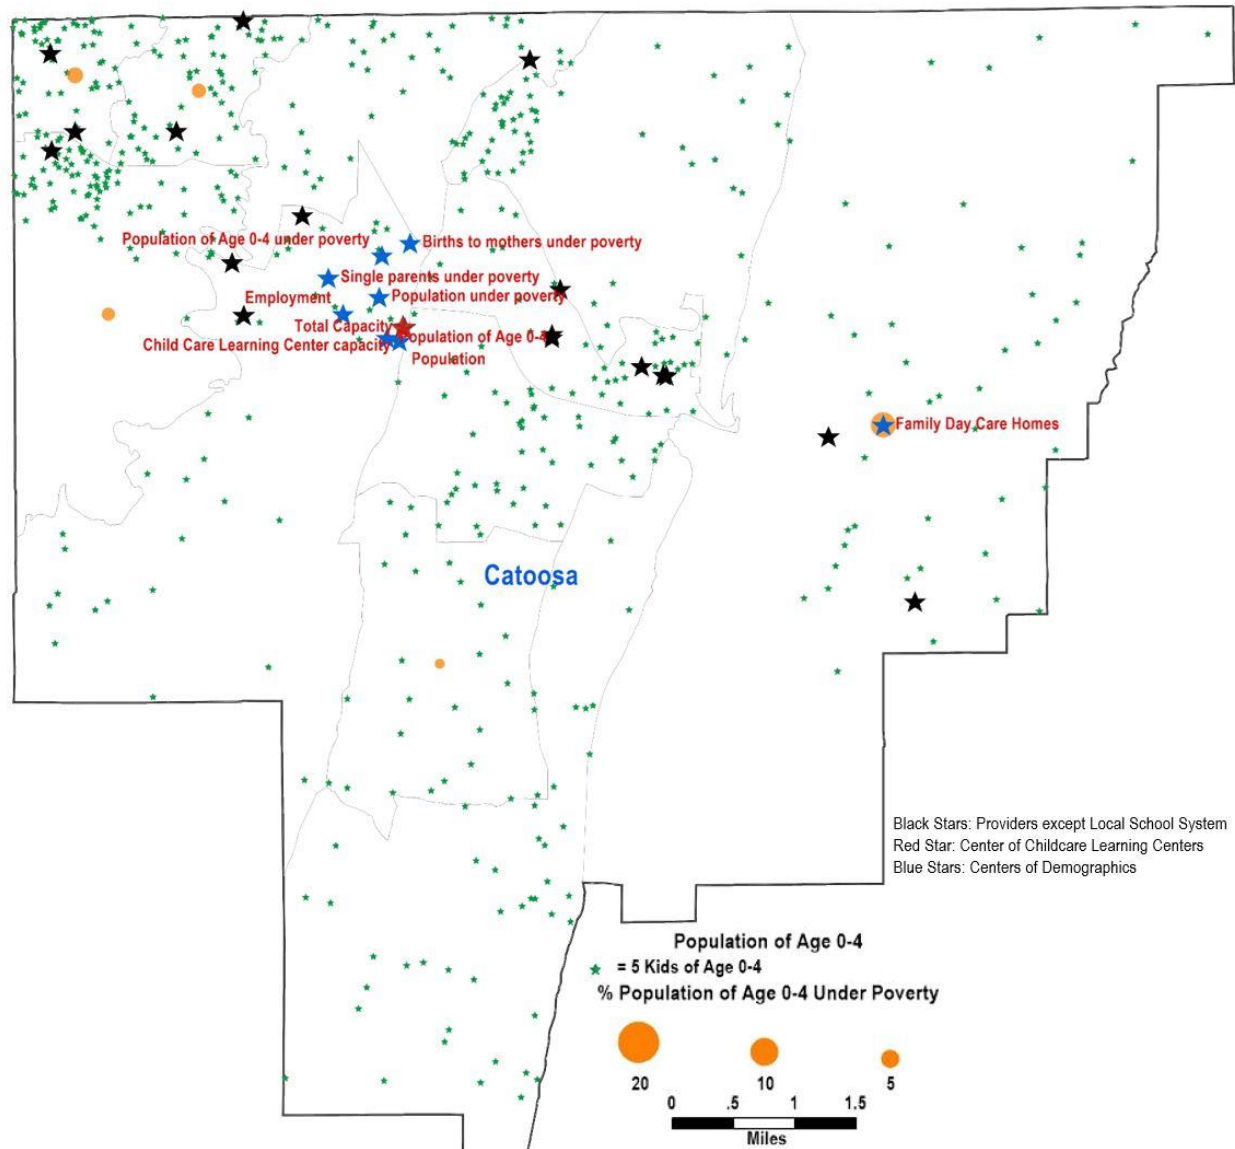 Population of Age 0-4 under poverty
Births to mothers under poverty
Single parents under poverty
Employment
Population under poverty
Total Capacity
Population of Age 0-4
Child Care Learning Center capacity
Population
Family Day Care Homes
Catoosa
Black Stars: Providers except Local School System
Red Star: Center of Childcare Learning Centers
Blue Stars: Centers of Demographics
Population of Age 0-4
= 5 Kids of Age 0-4
% Population of Age 0-4 Under Poverty
20 10 5
0 .5 1 1.5
Miles